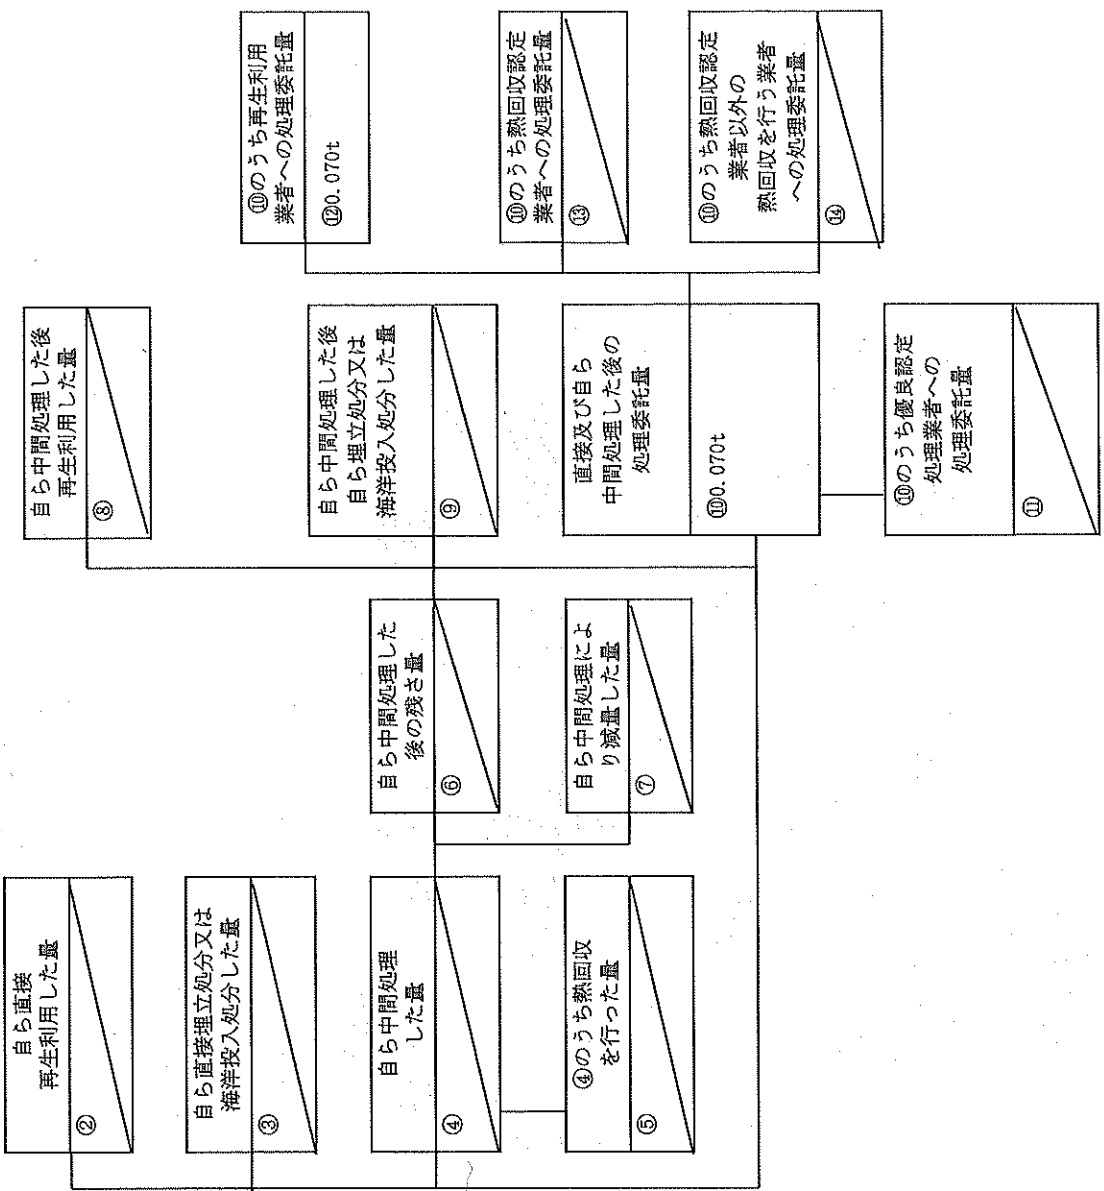 自ら直接
再生利用した量
②
自ら直接埋立処分又は
海洋投入処分した量
③
自ら中間処理
した量
④
④のうち熱回収
を行った量
⑤
自ら中間処理した
後の残さ量
⑥
自ら中間処理によ
り減量した量
⑦
自ら中間処理した後
再生利用した量
⑧
自ら中間処理した後
自ら埋立処分又は
海洋投入処分した量
⑨
直接及び自ら
中間処理した後の
処理委託量
⑩0.070t
⑩のうち優良認定
処理業者への
処理委託量
⑪
⑩のうち再生利用
業者への処理委託量
⑫0.070t
⑩のうち熱回収認定
業者への処理委託量
⑬
⑩のうち熱回収認定
業者以外の
熱回収を行う業者
への処理委託量
⑭